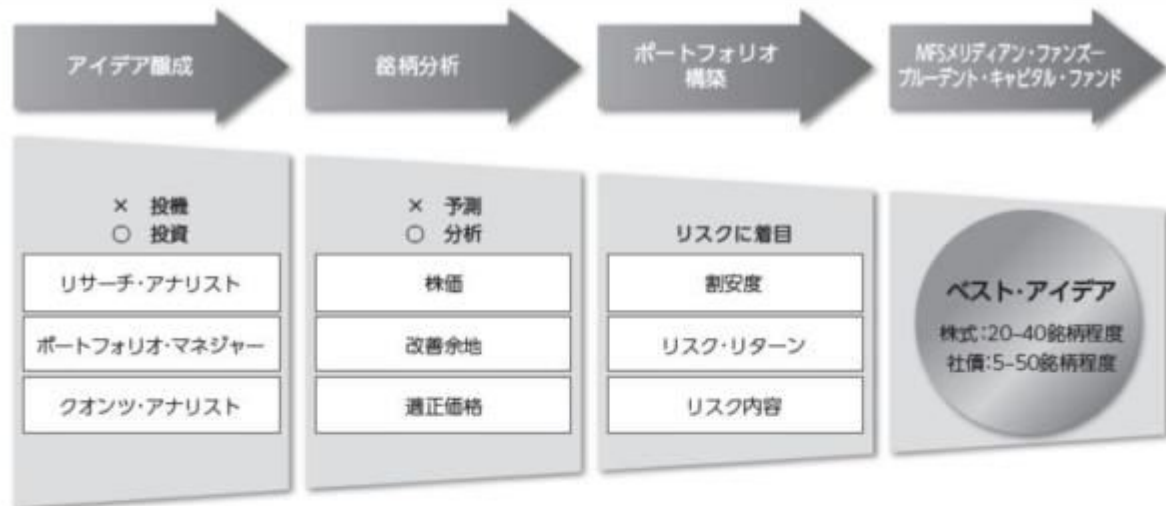 アイデア醸成
銘柄分析
ポートフォリオ
構築
MFSメリディアン・ファンズー
プルーデント・キャピタル・ファンド
× 投機
○ 投資
リサーチ・アナリスト
ポートフォリオ・マネジャー
クオンツ・アナリスト
× 予測
○ 分析
株価
改善余地
適正価格
リスクに着目
割安度
リスク・リターン
リスク内容
ベスト・アイデア
株式:20–40銘柄程度
社債:5–50銘柄程度